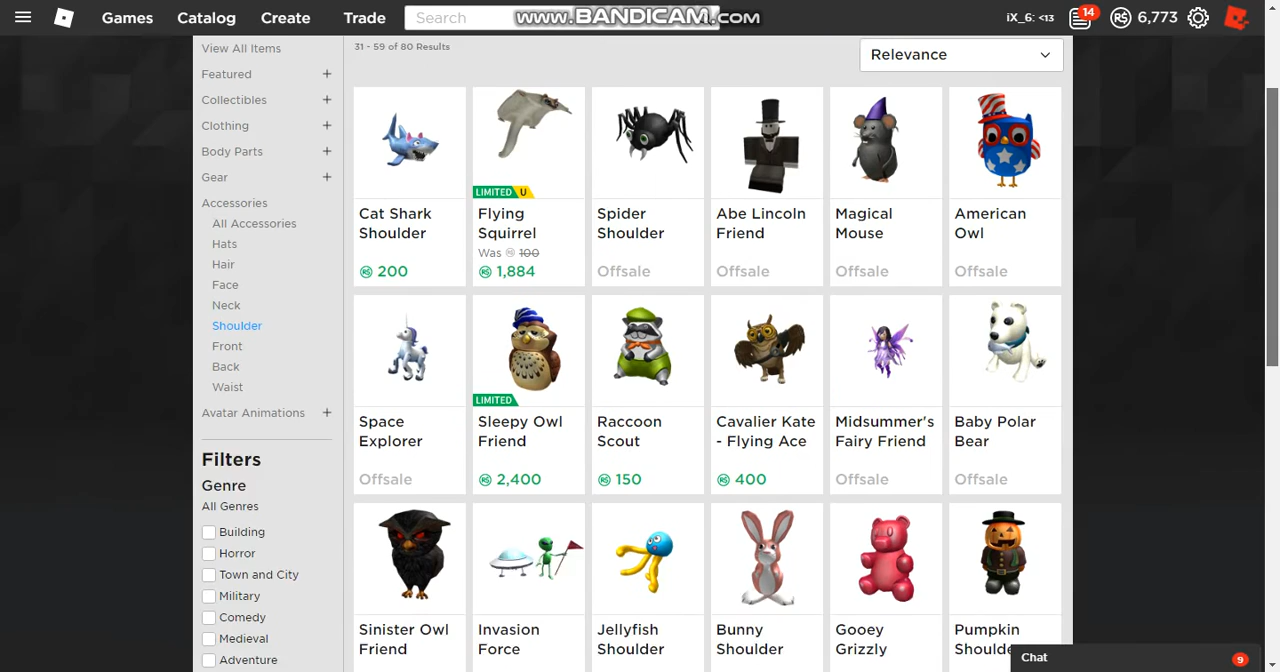 Games Catalog Create Trade Search www.BANDICAM.COM iX_6: <13 14 6,773
View All Items
Featured +
Collectibles +
Clothing +
Body Parts +
Gear +
Accessories
All Accessories
Hats
Hair
Face
Neck
Shoulder
Front
Back
Waist
Avatar Animations +
Filters
Genre
All Genres
Building
Horror
Town and City
Military
Comedy
Medieval
Adventure
31 - 59 of 80 Results
Relevance
Cat Shark
Shoulder
200
LIMITED U
Flying
Squirrel
Was 100
1,884
Spider
Shoulder
Offsale
Abe Lincoln
Friend
Offsale
Magical
Mouse
Offsale
American
Owl
Offsale
Space
Explorer
Offsale
LIMITED
Sleepy Owl
Friend
2,400
Raccoon
Scout
150
Cavalier Kate
- Flying Ace
400
Midsummer's
Fairy Friend
Offsale
Baby Polar
Bear
Offsale
Sinister Owl
Friend
Invasion
Force
Jellyfish
Shoulder
Bunny
Shoulder
Gooey
Grizzly
Pumpkin
Chat 9